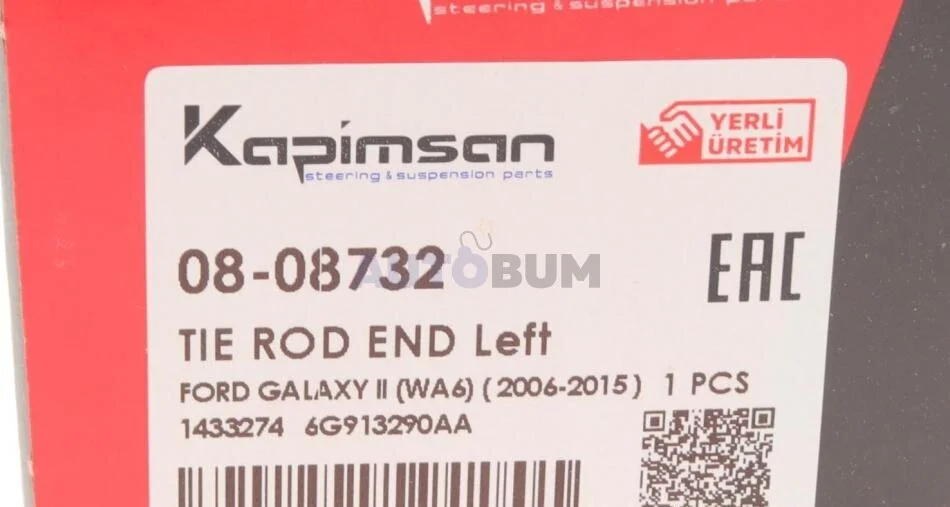 steering & suspension parts
Kapimsan
steering & suspension parts
YERLİ
ÜRETİM
08-08732
AUTOBUM
EAC
TIE ROD END Left
FORD GALAXY II (WA6) ( 2006-2015 ) 1 PCS
1433274 6G913290AA